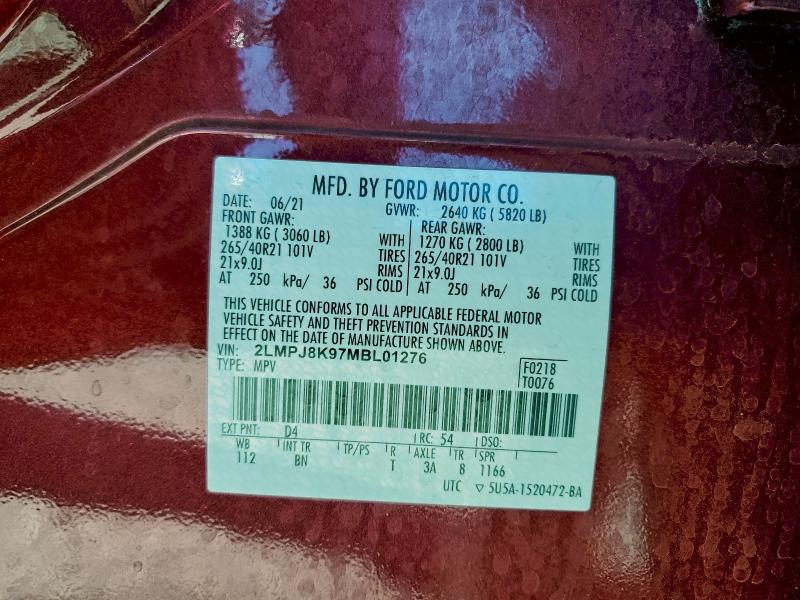 MFD. BY FORD MOTOR CO.
DATE: 06/21 GVWR: 2640 KG ( 5820 LB)
FRONT GAWR: REAR GAWR:
1388 KG ( 3060 LB) WITH 1270 KG ( 2800 LB) WITH
265/40R21 101V TIRES 265/40R21 101V TIRES
21x9.0J RIMS 21x9.0J RIMS
AT 250 kPa/ 36 PSI COLD AT 250 kPa/ 36 PSI COLD
THIS VEHICLE CONFORMS TO ALL APPLICABLE FEDERAL MOTOR
VEHICLE SAFETY AND THEFT PREVENTION STANDARDS IN
EFFECT ON THE DATE OF MANUFACTURE SHOWN ABOVE.
VIN: 2LMPJ8K97MBL01276
TYPE: MPV F0218
T0076
EXT PNT: D4 RC: 54 DSO:
WB INT TR TP/PS R AXLE TR SPR
112 BN T 3A 8 1166
UTC ▽ 5U5A-1520472-BA